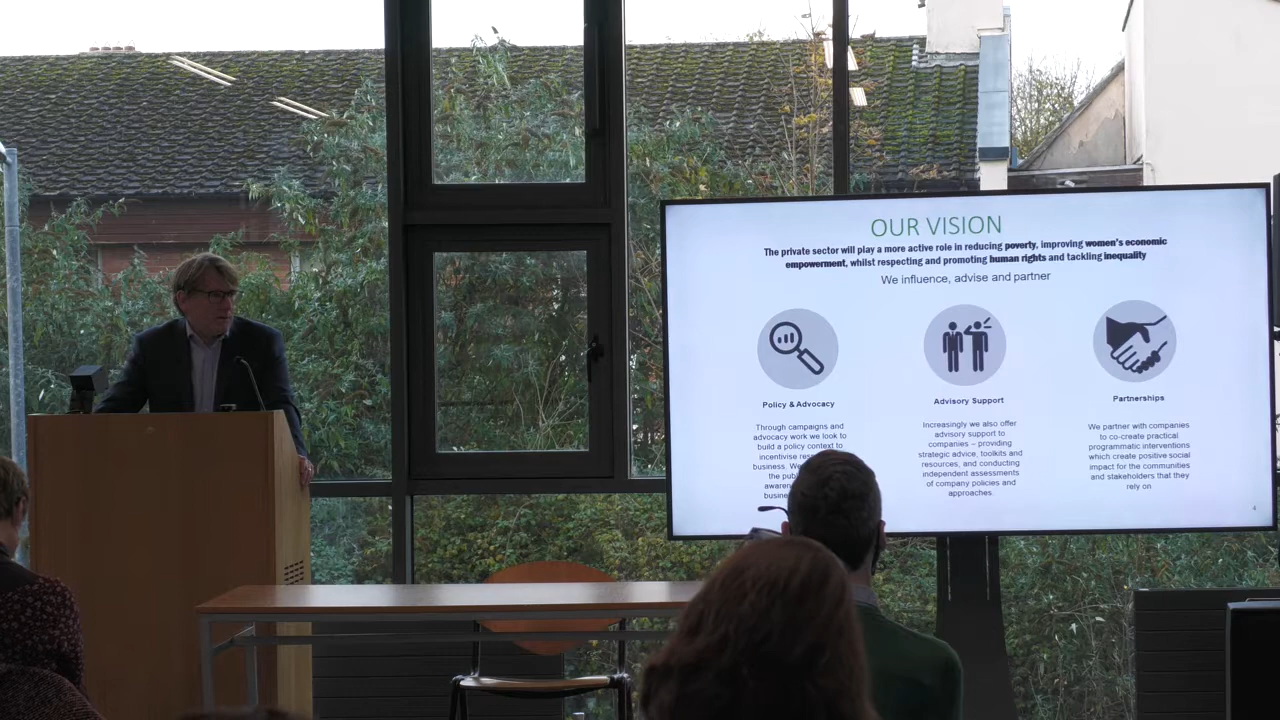 OUR VISION
The private sector will play a more active role in reducing poverty, improving women's economic
empowerment, whilst respecting and promoting human rights and tackling inequality
We influence, advise and partner
Policy & Advocacy
Through campaigns and
advocacy work we look to
build a policy context to
incentivise
business. We
the
Advisory Support
Increasingly we also offer
advisory support to
companies – providing
strategic advice, toolkits and
resources, and conducting
independent assessments
of company policies and
approaches.
Partnerships
We partner with companies
to co-create practical
programmatic interventions
which create positive social
impact for the communities
and stakeholders that they
rely on
4